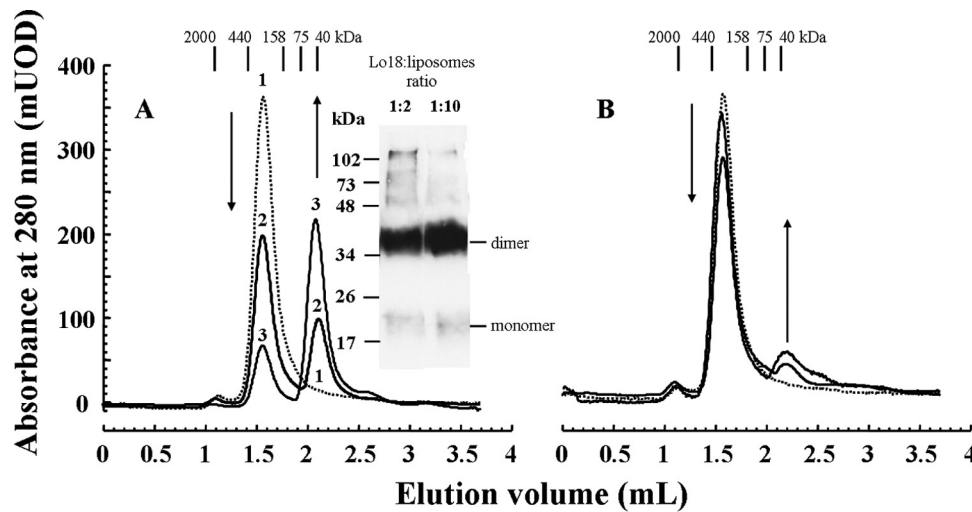 2000 440 158 75 40 kDa
2000 440 158 75 40 kDa
Absorbance at 280 nm (mUOD)
400
300
200
100
0
A
1
2
3
3
2
1
Lo18:liposomes
ratio
1:2 1:10
kDa
102
73
48
34
26
17
dimer
monomer
B
0 0.5 1 1.5 2 2.5 3 3.5 4
0 0.5 1 1.5 2 2.5 3 3.5 4
Elution volume (mL)